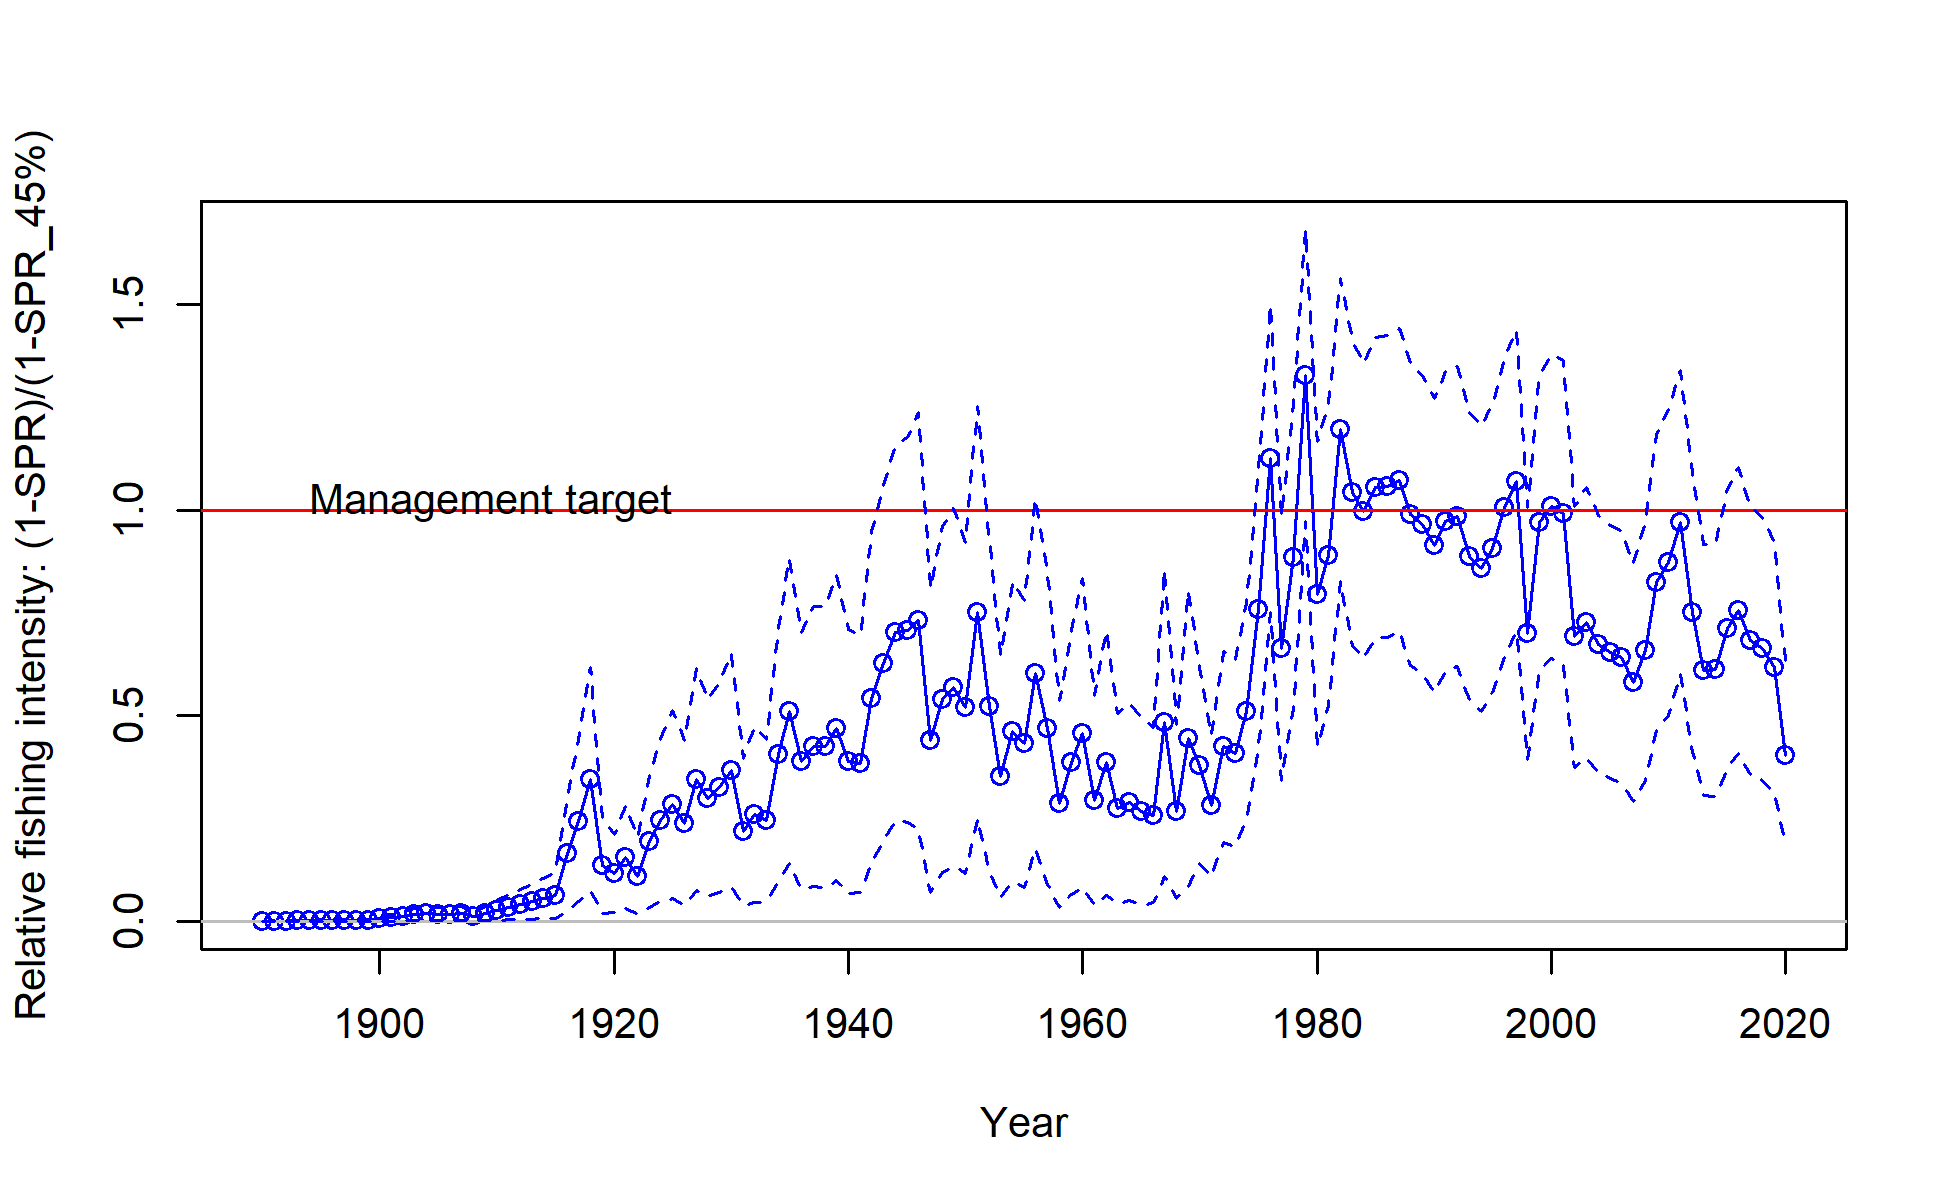 Relative fishing intensity: (1-SPR)/(1-SPR_45%)
1.5
1.0
0.5
0.0
Management target
1900 1920 1940 1960 1980 2000 2020
Year